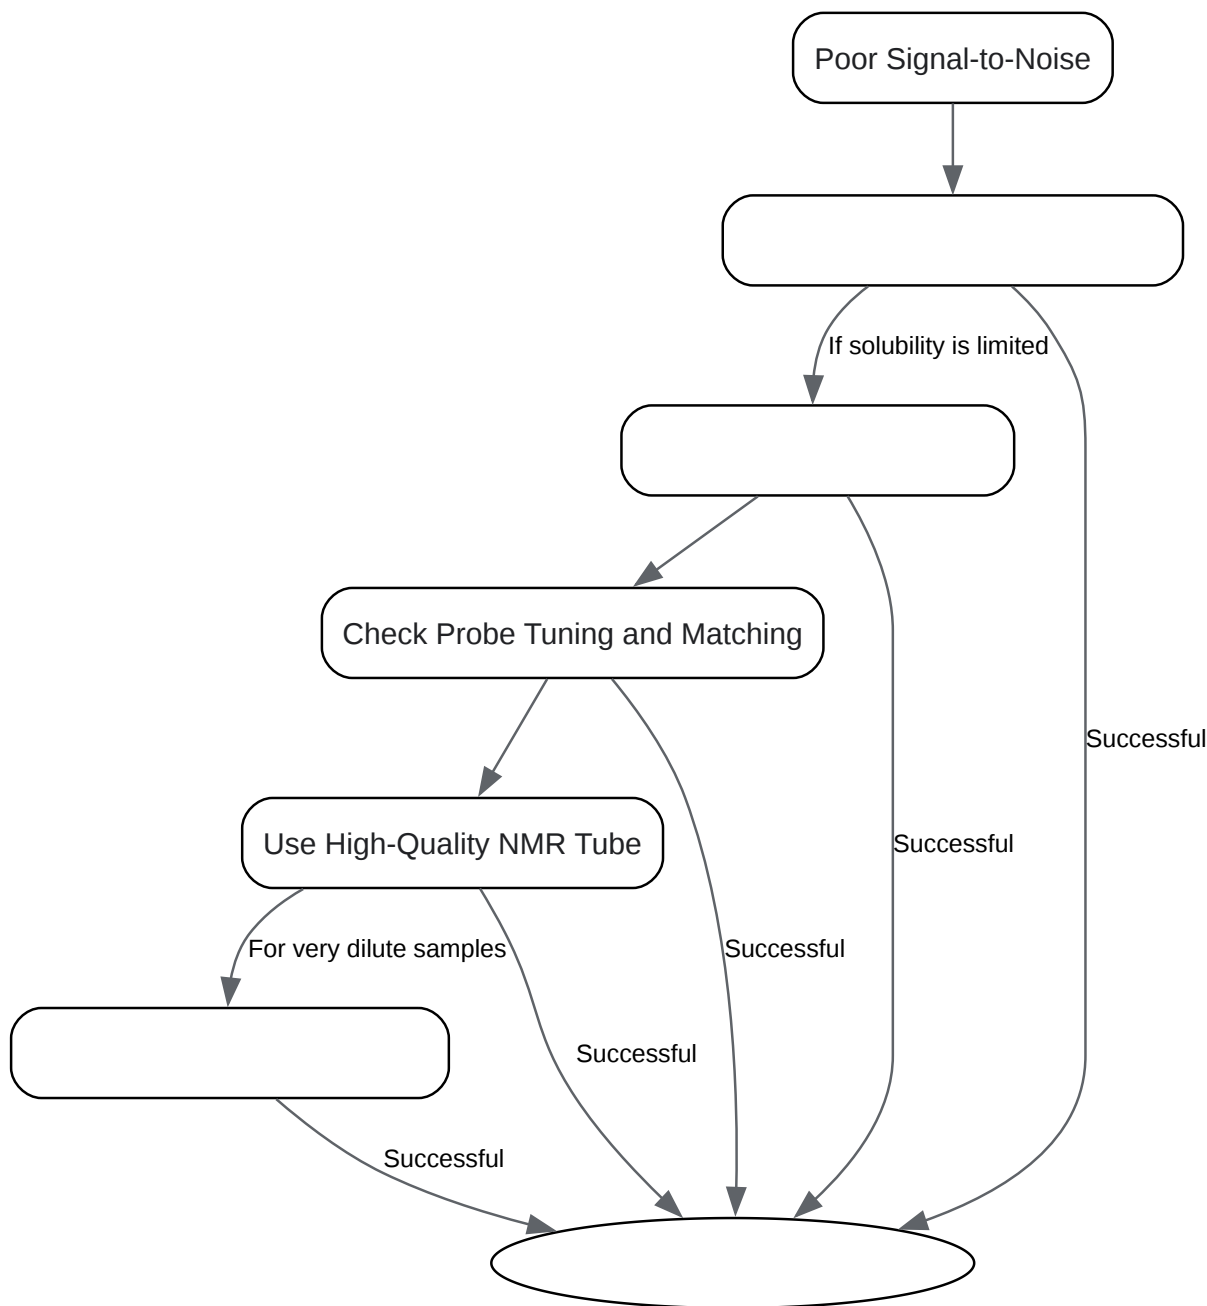 Poor Signal-to-Noise
If solubility is limited
Check Probe Tuning and Matching
Successful
Use High-Quality NMR Tube
Successful
For very dilute samples
Successful
Successful
Successful